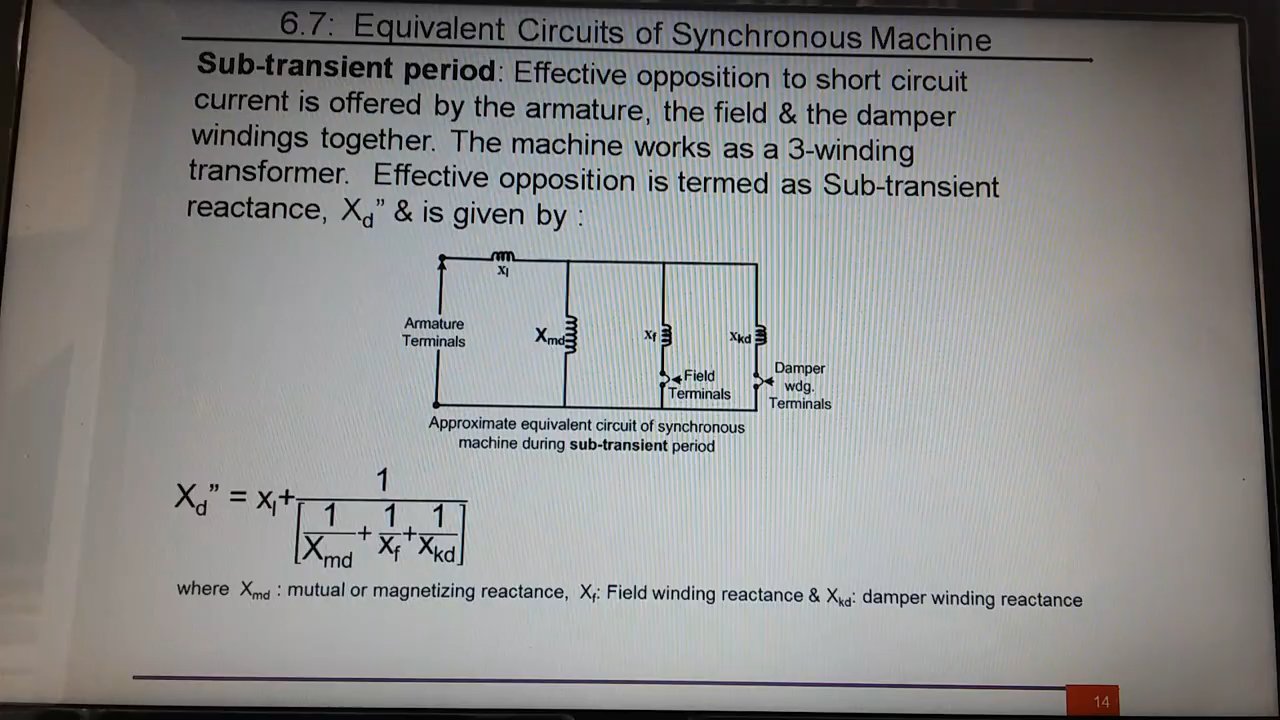 6.7: Equivalent Circuits of Synchronous Machine
Sub-transient period: Effective opposition to short circuit
current is offered by the armature, the field & the damper
windings together. The machine works as a 3-winding
transformer. Effective opposition is termed as Sub-transient
reactance, Xd” & is given by :
xl
Armature
Terminals
Xmd
xf
xkd
Field
Terminals
Damper
wdg.
Terminals
Approximate equivalent circuit of synchronous
machine during sub-transient period
Xd” = xl+ 1
[1/Xmd + 1/Xf + 1/Xkd]
where Xmd : mutual or magnetizing reactance, Xf: Field winding reactance & Xkd: damper winding reactance
14